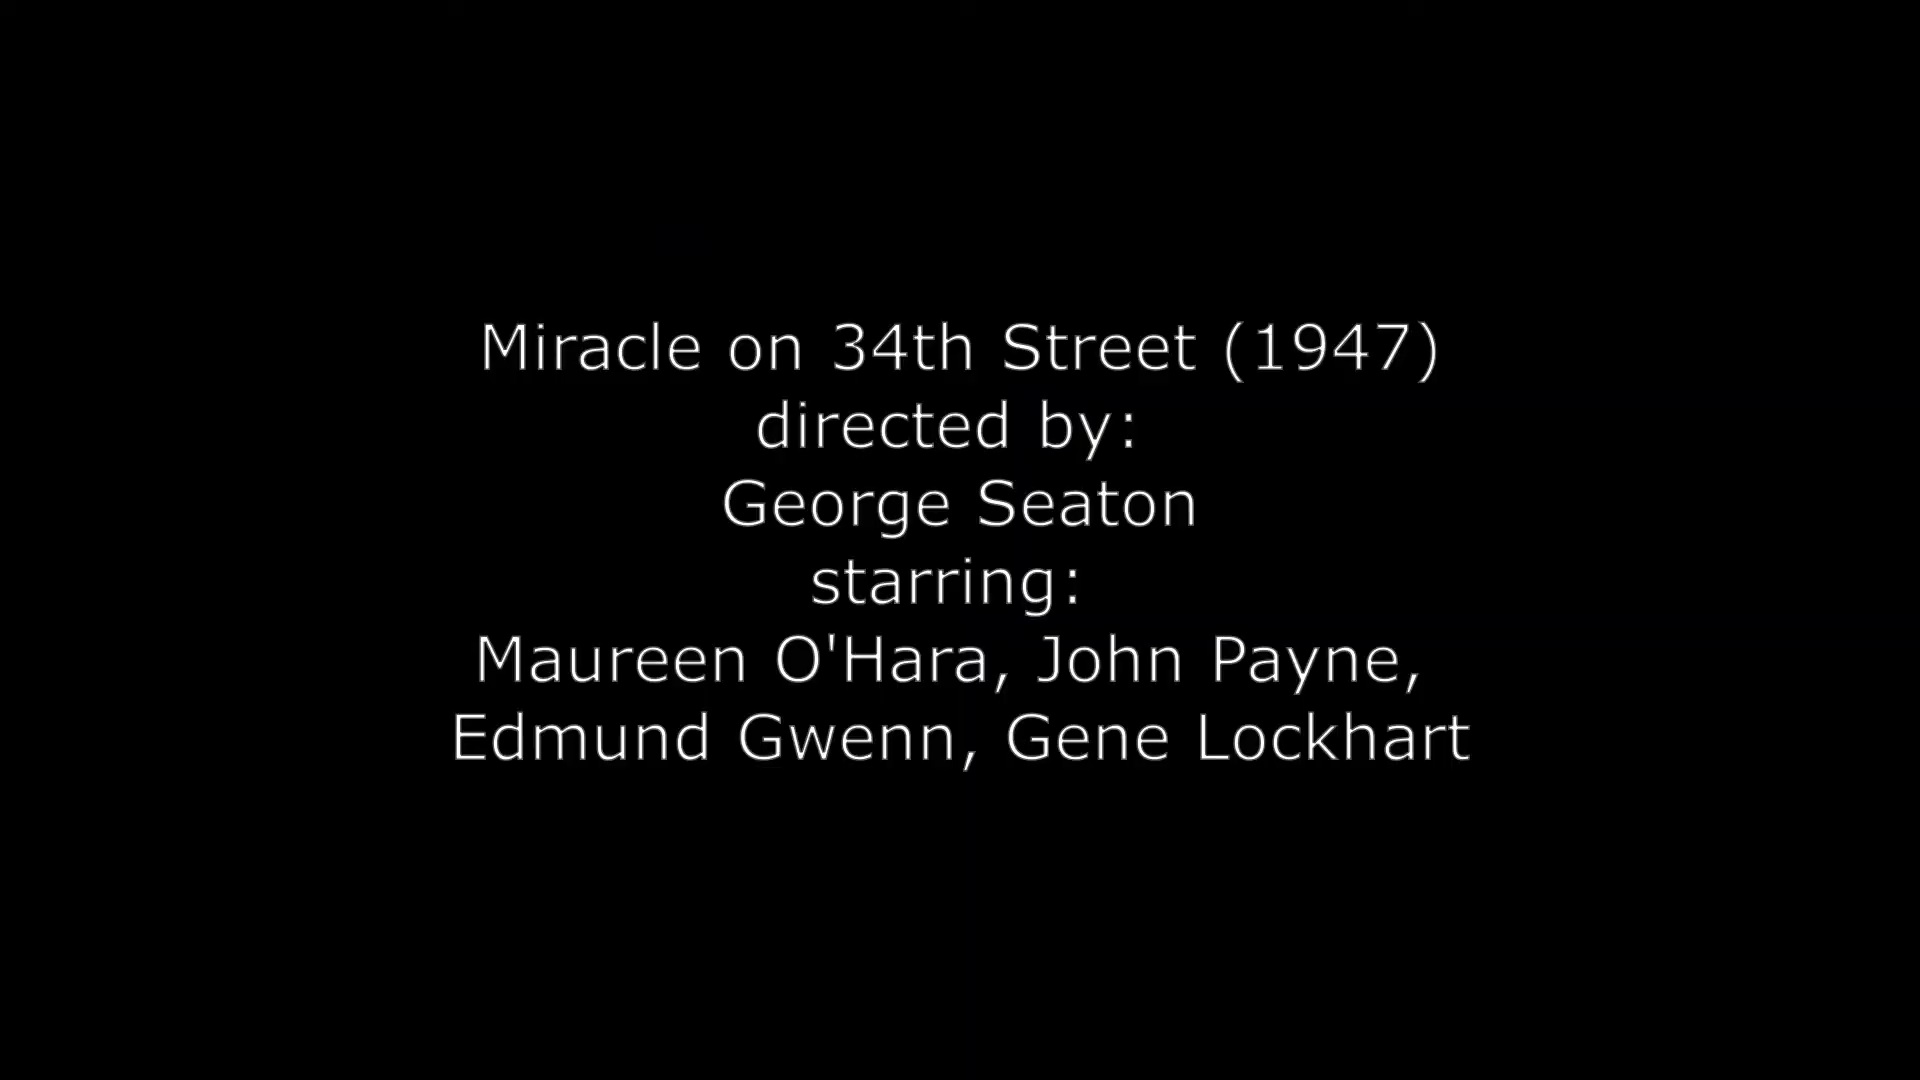 Miracle on 34th Street (1947)
directed by:
George Seaton
starring:
Maureen O'Hara, John Payne,
Edmund Gwenn, Gene Lockhart